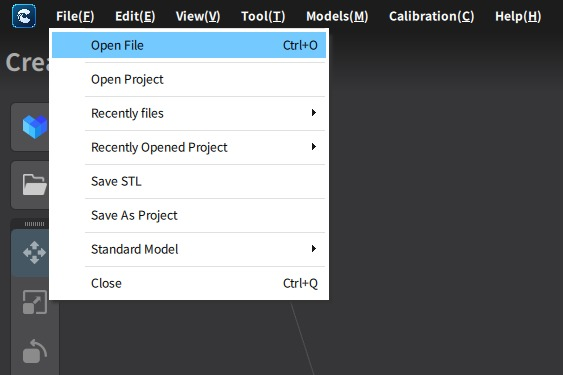 File(F) Edit(E) View(V) Tool(T) Models(M) Calibration(C) Help(H)
Open File Ctrl+O
Open Project
Recently files
Recently Opened Project
Save STL
Save As Project
Standard Model
Close Ctrl+Q